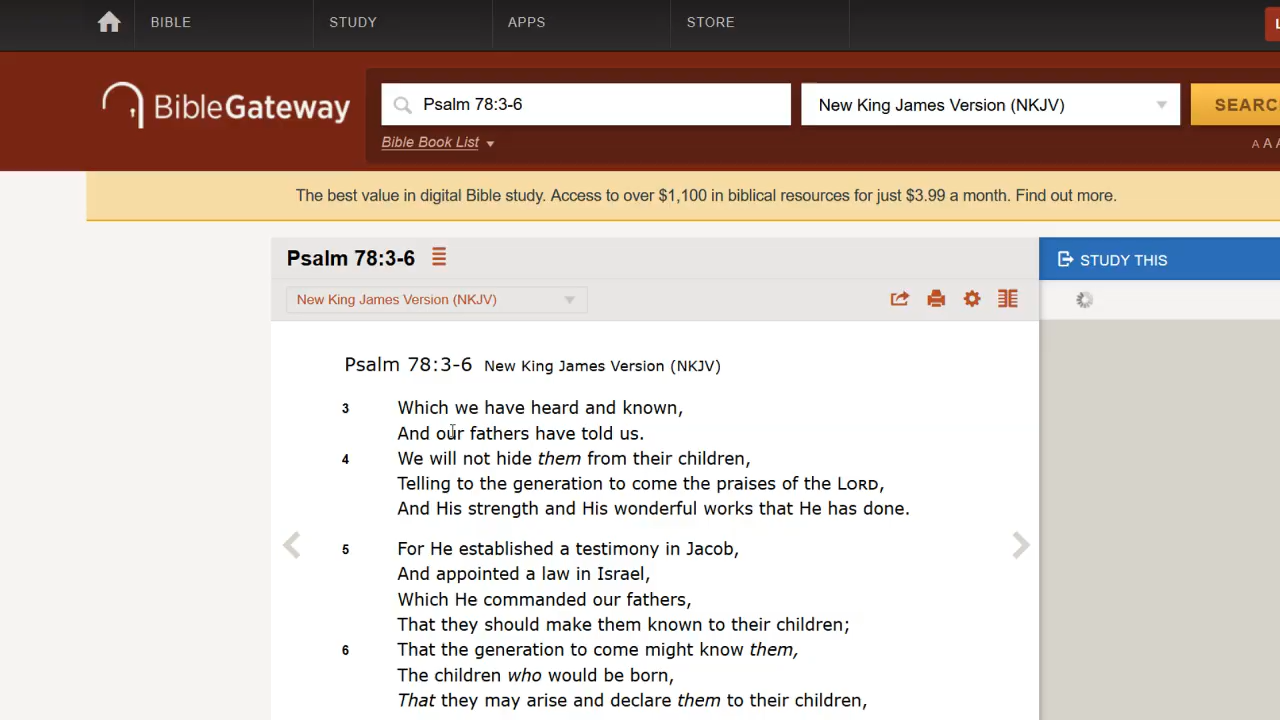 BIBLE
STUDY
APPS
STORE
BibleGateway
Psalm 78:3-6
New King James Version (NKJV)
SEARC
Bible Book List
A A A
The best value in digital Bible study. Access to over $1,100 in biblical resources for just $3.99 a month. Find out more.
Psalm 78:3-6
STUDY THIS
New King James Version (NKJV)
Psalm 78:3-6 New King James Version (NKJV)
3 Which we have heard and known,
And our fathers have told us.
4 We will not hide them from their children,
Telling to the generation to come the praises of the LORD,
And His strength and His wonderful works that He has done.
5 For He established a testimony in Jacob,
And appointed a law in Israel,
Which He commanded our fathers,
That they should make them known to their children;
6 That the generation to come might know them,
The children who would be born,
That they may arise and declare them to their children,